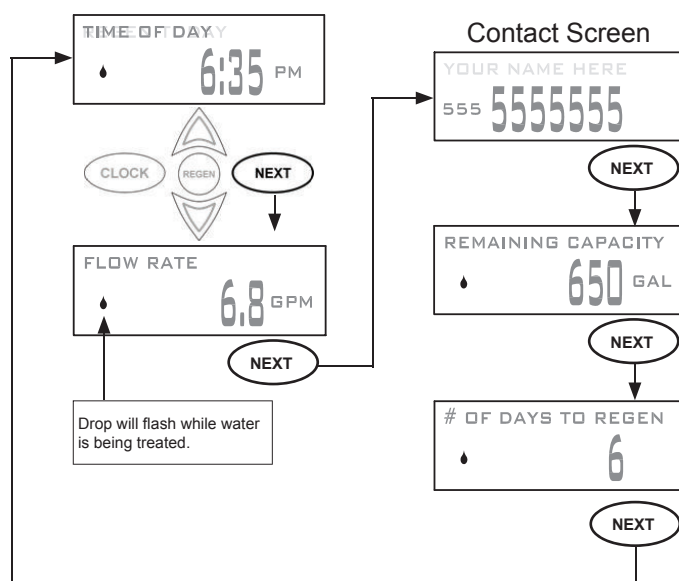 TIME OF DAY
REGEN TODAY
6:35 PM
CLOCK
REGEN
NEXT
FLOW RATE
6.8 GPM
NEXT
Drop will flash while water
is being treated.
Contact Screen
YOUR NAME HERE
555 5555555
NEXT
REMAINING CAPACITY
650 GAL
NEXT
# OF DAYS TO REGEN
6
NEXT